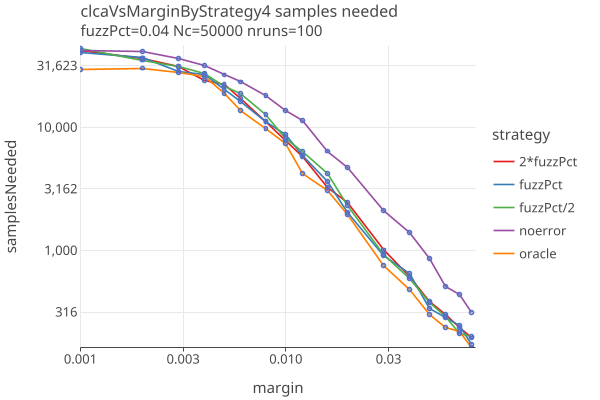 clcaVsMarginByStrategy4 samples needed
fuzzPct=0.04 Nc=50000 nruns=100
31,623
10,000
3,162
1,000
316
samplesNeeded
0.001
0.003
0.010
0.03
margin
strategy
2*fuzzPct
fuzzPct
fuzzPct/2
noerror
oracle